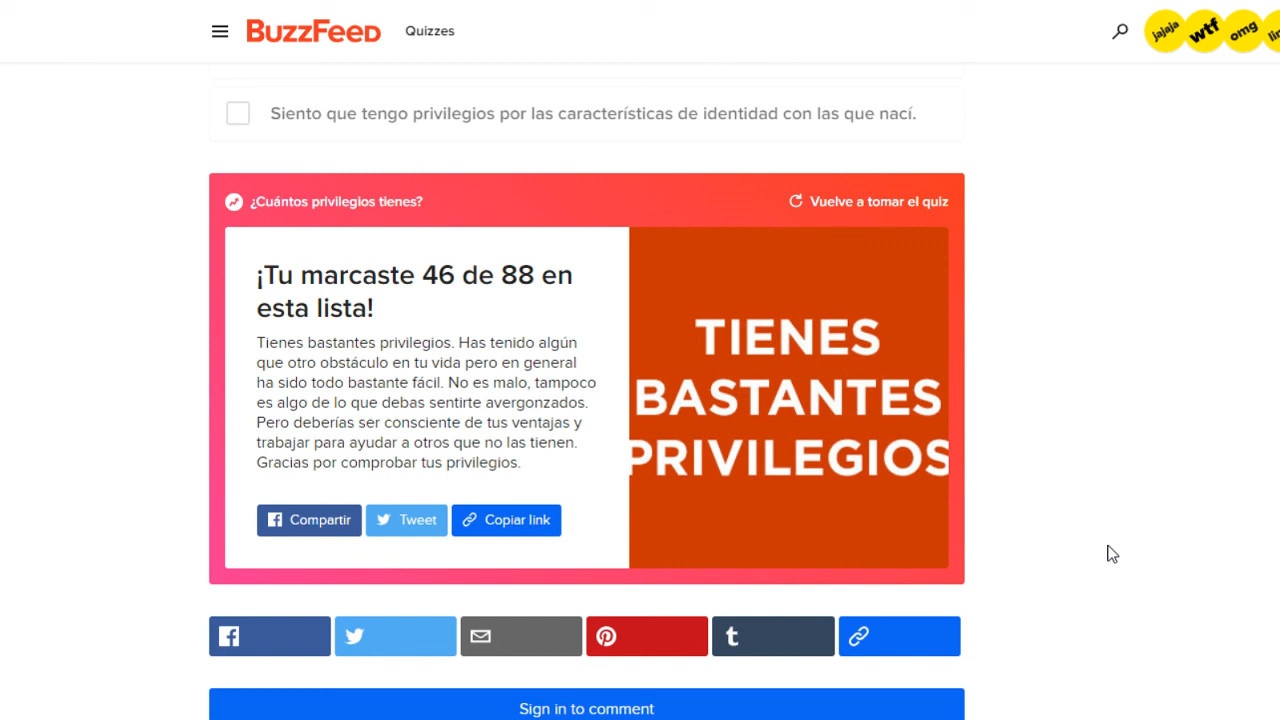 BuzzFeed Quizzes jajaja wtf omg
Siento que tengo privilegios por las características de identidad con las que nací.
¿Cuántos privilegios tienes? Vuelve a tomar el quiz
¡Tu marcaste 46 de 88 en
esta lista!
Tienes bastantes privilegios. Has tenido algún
que otro obstáculo en tu vida pero en general
ha sido todo bastante fácil. No es malo, tampoco
es algo de lo que debas sentirte avergonzados.
Pero deberías ser consciente de tus ventajas y
trabajar para ayudar a otros que no las tienen.
Gracias por comprobar tus privilegios.
Compartir Tweet Copiar link
TIENES
BASTANTES
PRIVILEGIOS
Sign in to comment